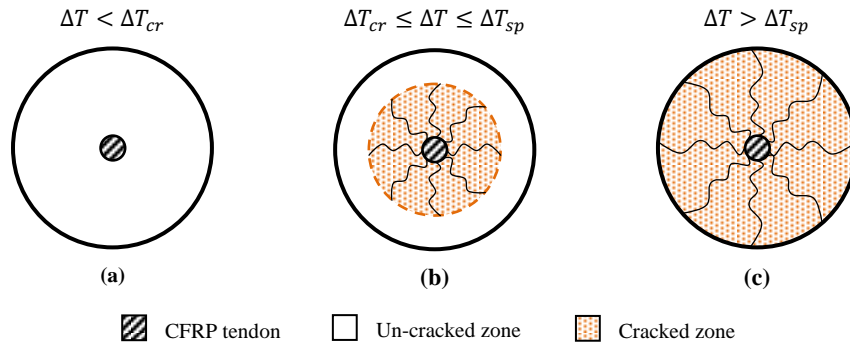 ΔT < ΔT_cr
ΔT_cr ≤ ΔT ≤ ΔT_sp
ΔT > ΔT_sp
(a)
(b)
(c)
CFRP tendon
Un-cracked zone
Cracked zone